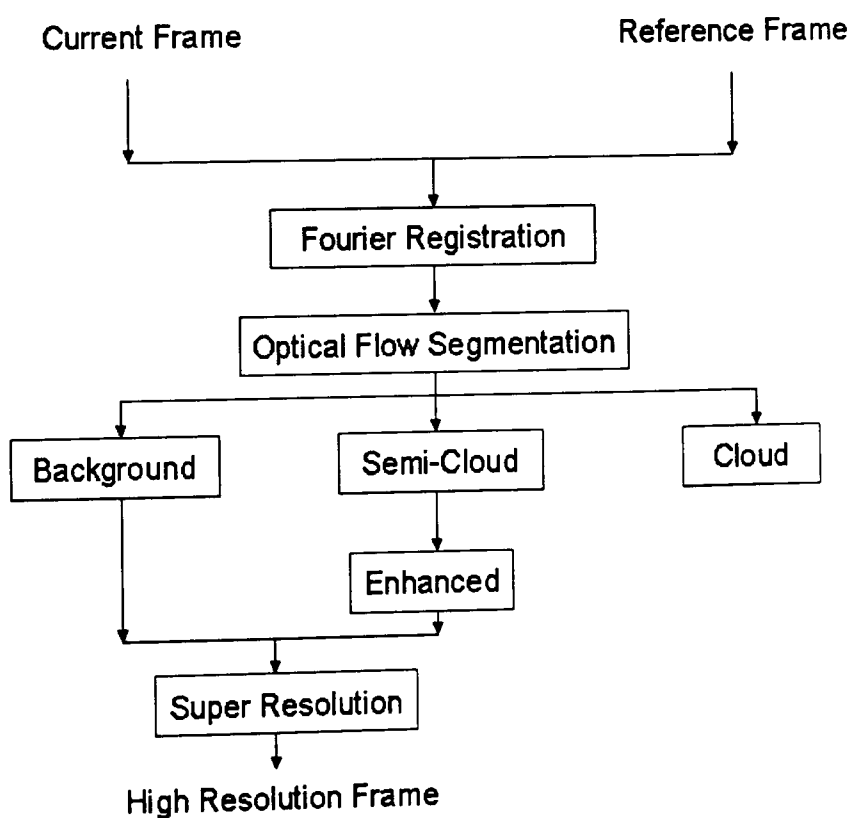 Current Frame
Reference Frame
Fourier Registration
Optical Flow Segmentation
Background
Semi-Cloud
Cloud
Enhanced
Super Resolution
High Resolution Frame